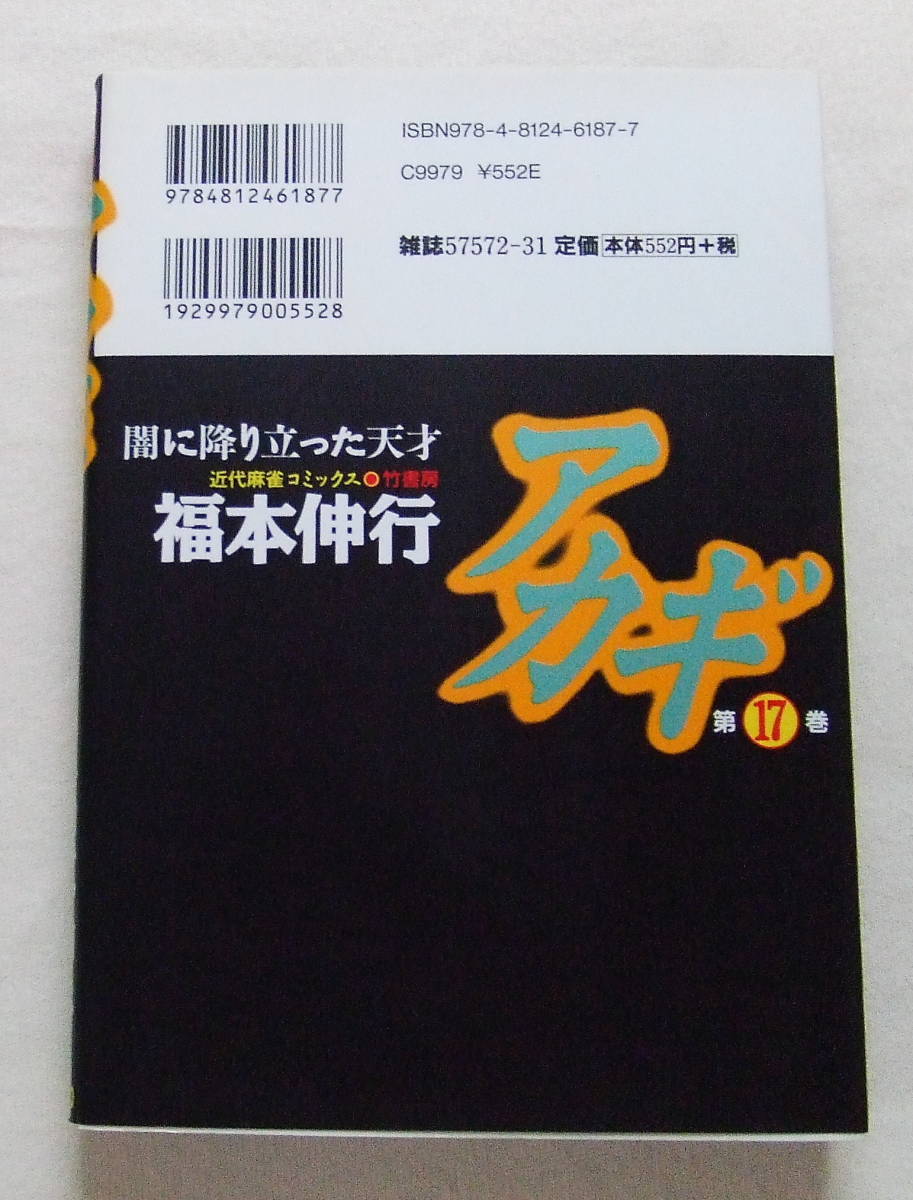 ISBN978-4-8124-6187-7
9784812461877
C9979 ¥552E
雑誌57572-31 定価 本体552円+税
1929979005528
闇に降り立った天才
近代麻雀コミックス 竹書房
福本伸行
アカギ
第17巻